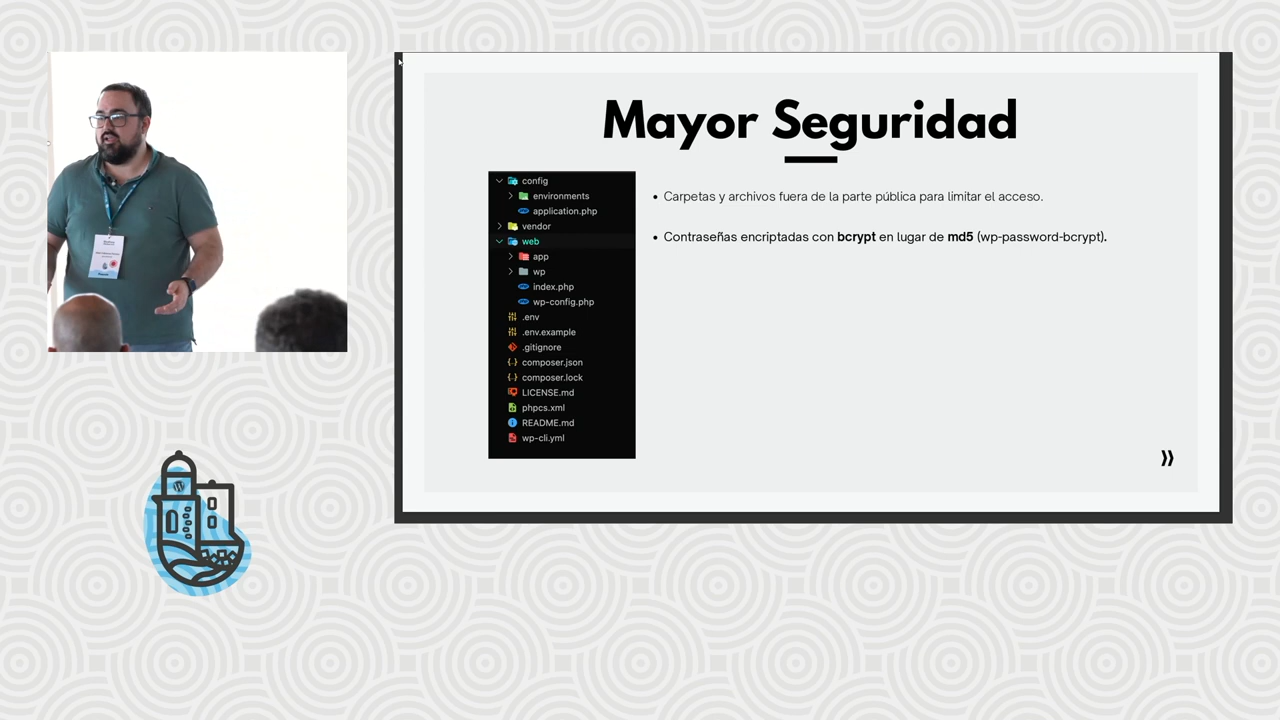 Mayor Seguridad
config
environments
application.php
vendor
web
app
wp
index.php
wp-config.php
.env
.env.example
.gitignore
composer.json
composer.lock
LICENSE.md
phpcs.xml
README.md
wp-cli.yml
• Carpetas y archivos fuera de la parte pública para limitar el acceso.
• Contraseñas encriptadas con bcrypt en lugar de md5 (wp-password-bcrypt).